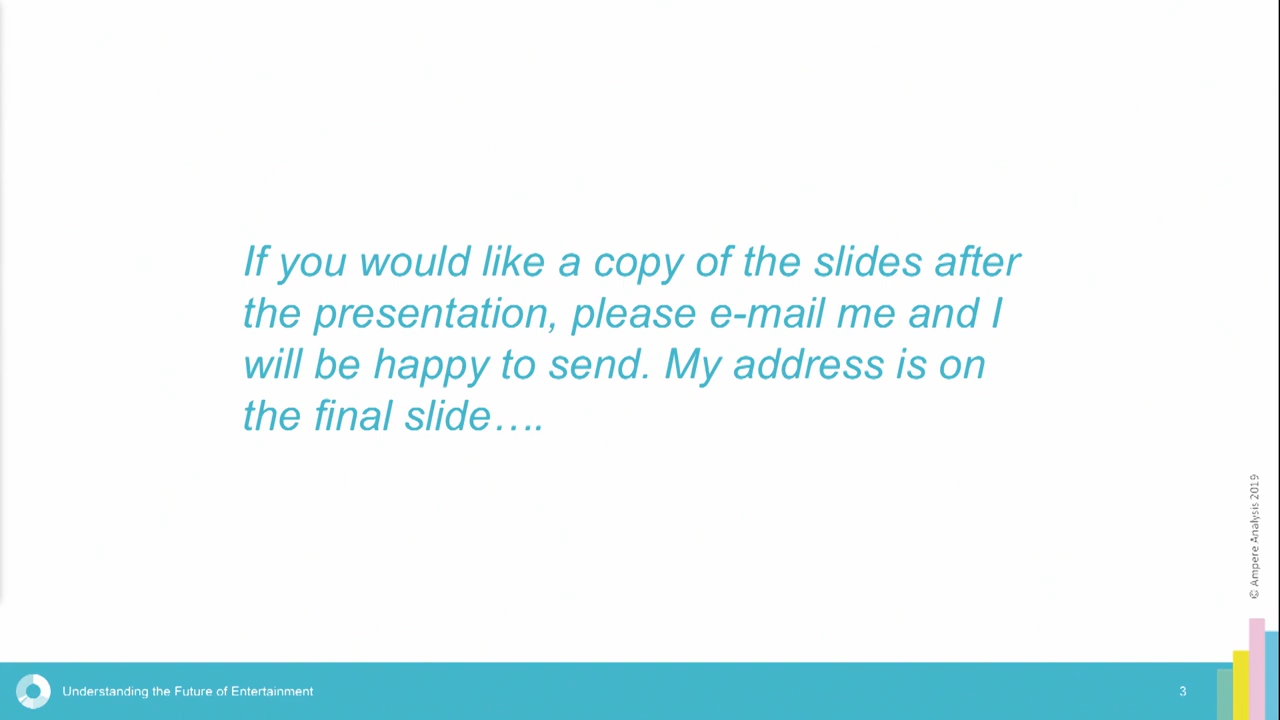 If you would like a copy of the slides after
the presentation, please e-mail me and I
will be happy to send. My address is on
the final slide….
© Ampere Analysis 2019
Understanding the Future of Entertainment
3